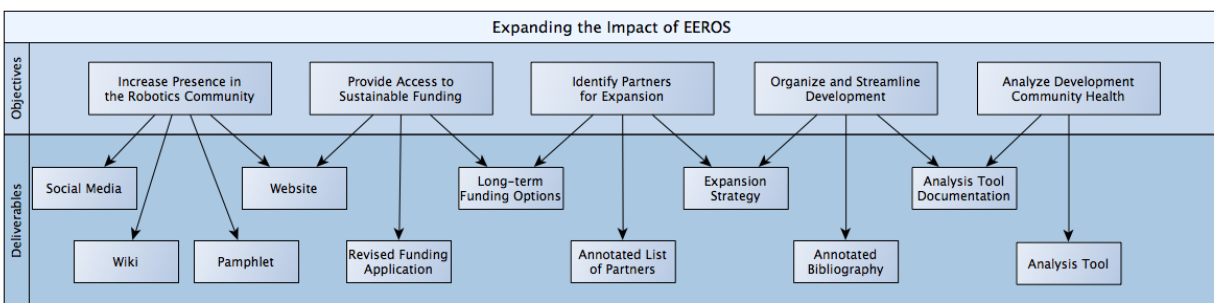 Expanding the Impact of EEROS
Objectives
Increase Presence in
the Robotics Community
Provide Access to
Sustainable Funding
Identify Partners
for Expansion
Organize and Streamline
Development
Analyze Development
Community Health
Deliverables
Social Media
Website
Long-term
Funding Options
Expansion
Strategy
Analysis Tool
Documentation
Wiki
Pamphlet
Revised Funding
Application
Annotated List
of Partners
Annotated
Bibliography
Analysis Tool